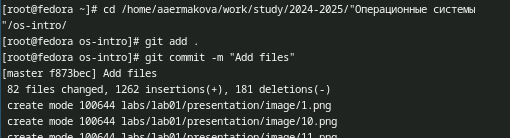 [root@fedora ~]# cd /home/aaermakova/work/study/2024-2025/"Операционные системы
"/os-intro/
[root@fedora os-intro]# git add .
[root@fedora os-intro]# git commit -m "Add files"
[master f873bec] Add files
 82 files changed, 1262 insertions(+), 181 deletions(-)
 create mode 100644 labs/lab01/presentation/image/1.png
 create mode 100644 labs/lab01/presentation/image/10.png
 create mode 100644 labs/lab01/presentation/image/11.png